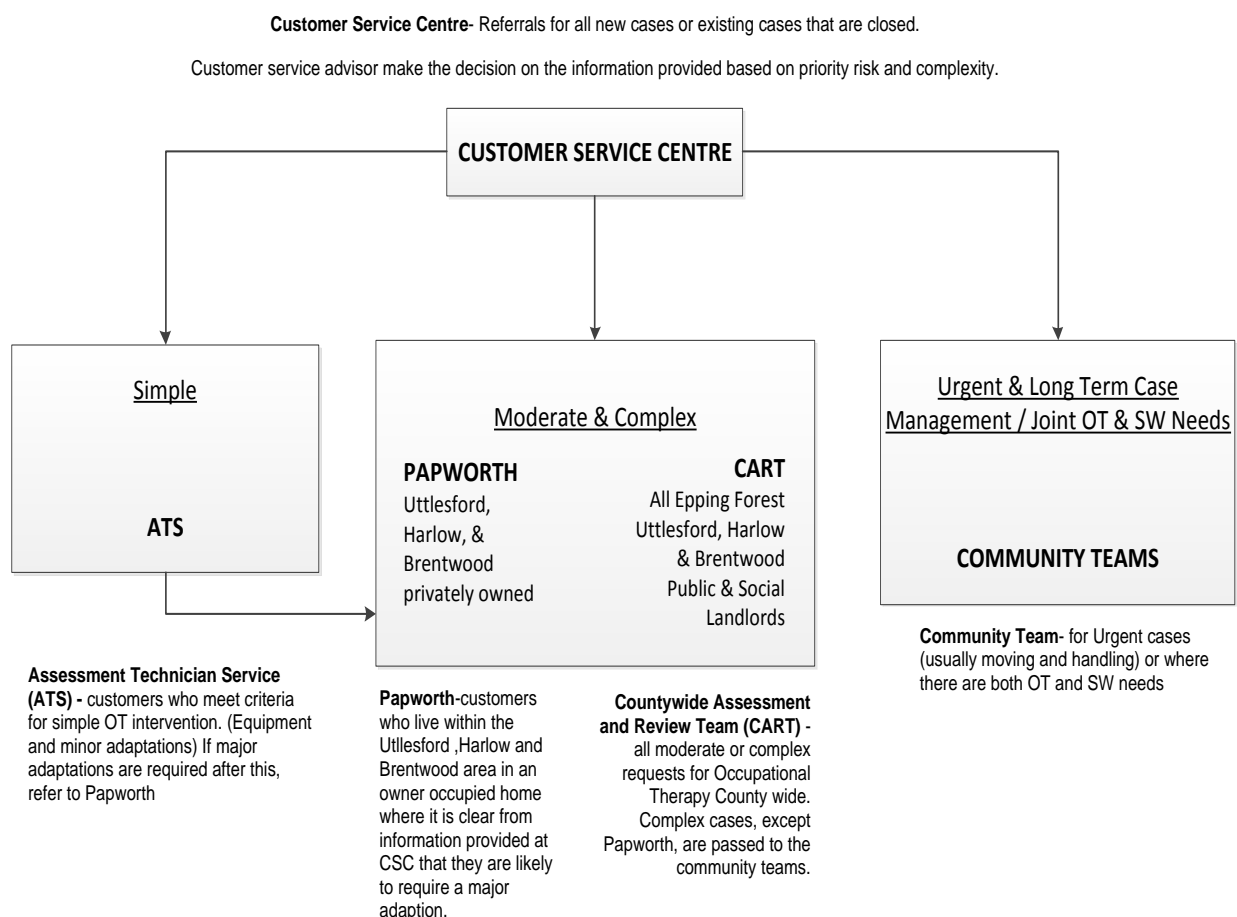 Customer Service Centre- Referrals for all new cases or existing cases that are closed.
Customer service advisor make the decision on the information provided based on priority risk and complexity.
CUSTOMER SERVICE CENTRE
Simple
ATS
Moderate & Complex
PAPWORTH
Uttlesford,
Harlow, &
Brentwood
privately owned
CART
All Epping Forest
Uttlesford, Harlow
& Brentwood
Public & Social
Landlords
Urgent & Long Term Case
Management / Joint OT & SW Needs
COMMUNITY TEAMS
Assessment Technician Service
(ATS) - customers who meet criteria
for simple OT intervention. (Equipment
and minor adaptations) If major
adaptations are required after this,
refer to Papworth
Papworth-customers
who live within the
Utllesford ,Harlow and
Brentwood area in an
owner occupied home
where it is clear from
information provided at
CSC that they are likely
to require a major
adaption.
Countywide Assessment
and Review Team (CART) -
all moderate or complex
requests for Occupational
Therapy County wide.
Complex cases, except
Papworth, are passed to the
community teams.
Community Team- for Urgent cases
(usually moving and handling) or where
there are both OT and SW needs